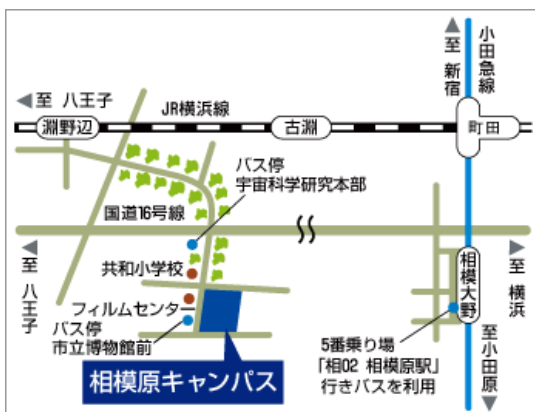 小田急線
至 新宿
至 八王子
JR横浜線
淵野辺
古淵
町田
バス停
宇宙科学研究本部
国道16号線
至 八王子
共和小学校
相模大野
至 横浜
フィルムセンター
バス停
市立博物館前
5番乗り場
「相02 相模原駅」
行きバスを利用
至 小田原
相模原キャンパス